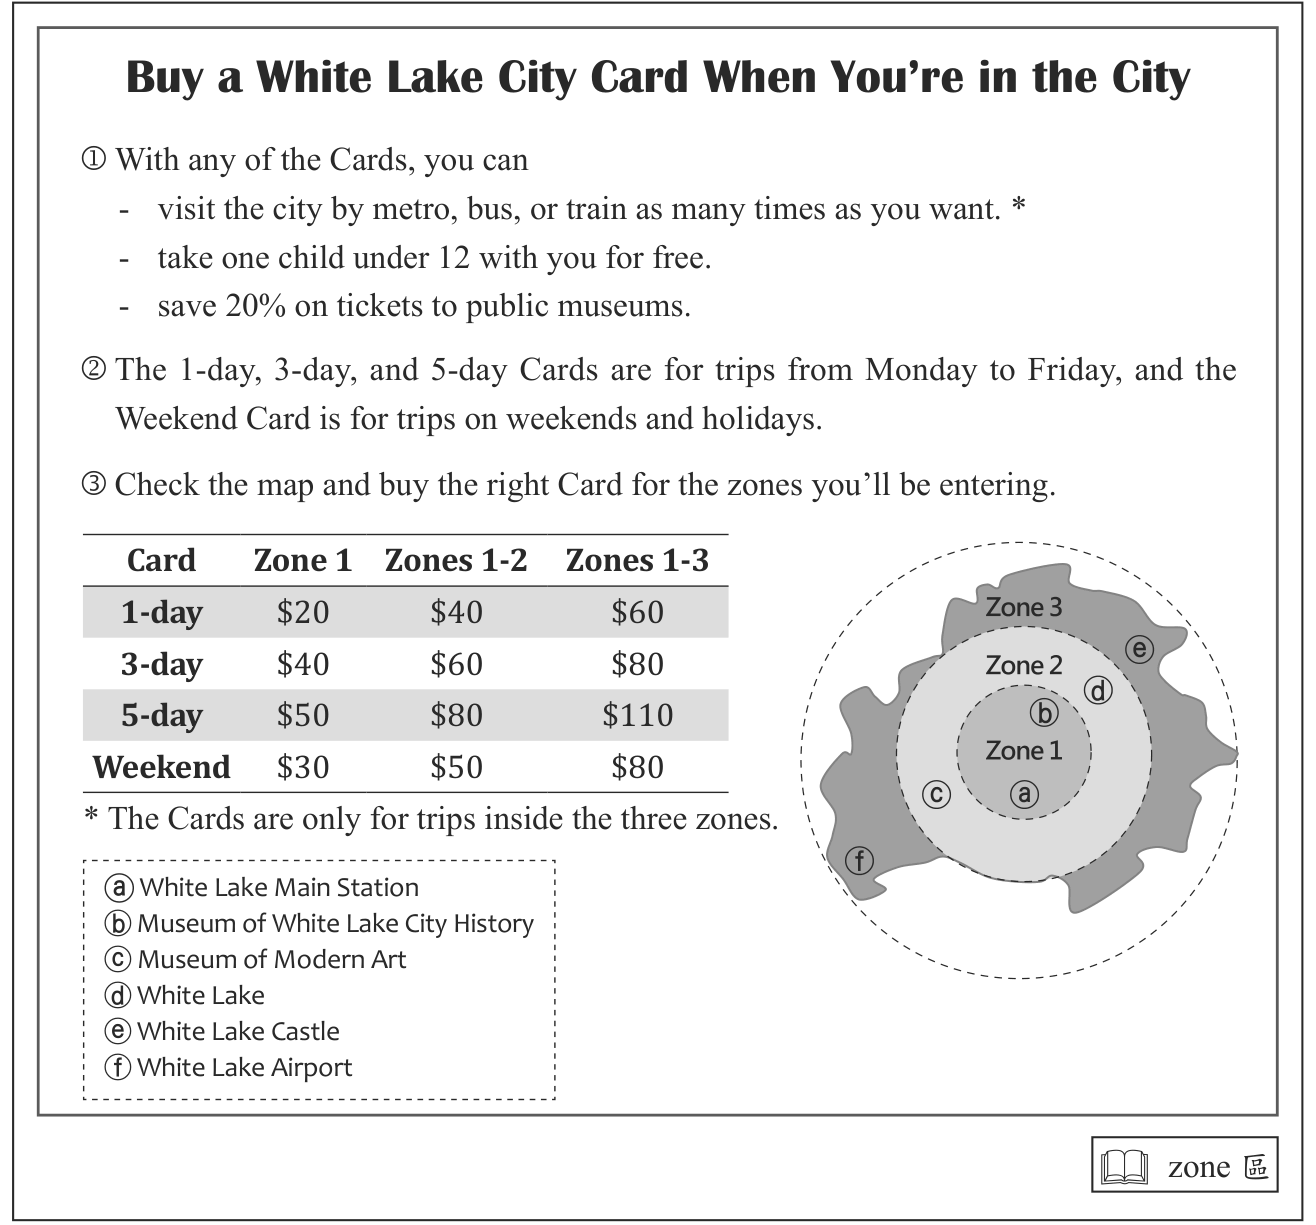 Buy a White Lake City Card When You're in the City
① With any of the Cards, you can
- visit the city by metro, bus, or train as many times as you want. *
- take one child under 12 with you for free.
- save 20% on tickets to public museums.
② The 1-day, 3-day, and 5-day Cards are for trips from Monday to Friday, and the
Weekend Card is for trips on weekends and holidays.
③ Check the map and buy the right Card for the zones you'll be entering.
Card Zone 1 Zones 1-2 Zones 1-3
1-day $20 $40 $60
3-day $40 $60 $80
5-day $50 $80 $110
Weekend $30 $50 $80
* The Cards are only for trips inside the three zones.
Zone 3
ⓔ
Zone 2
ⓓ
ⓑ
Zone 1
ⓒ
ⓐ
ⓕ
ⓐ White Lake Main Station
ⓑ Museum of White Lake City History
ⓒ Museum of Modern Art
ⓓ White Lake
ⓔ White Lake Castle
ⓕ White Lake Airport
zone 區